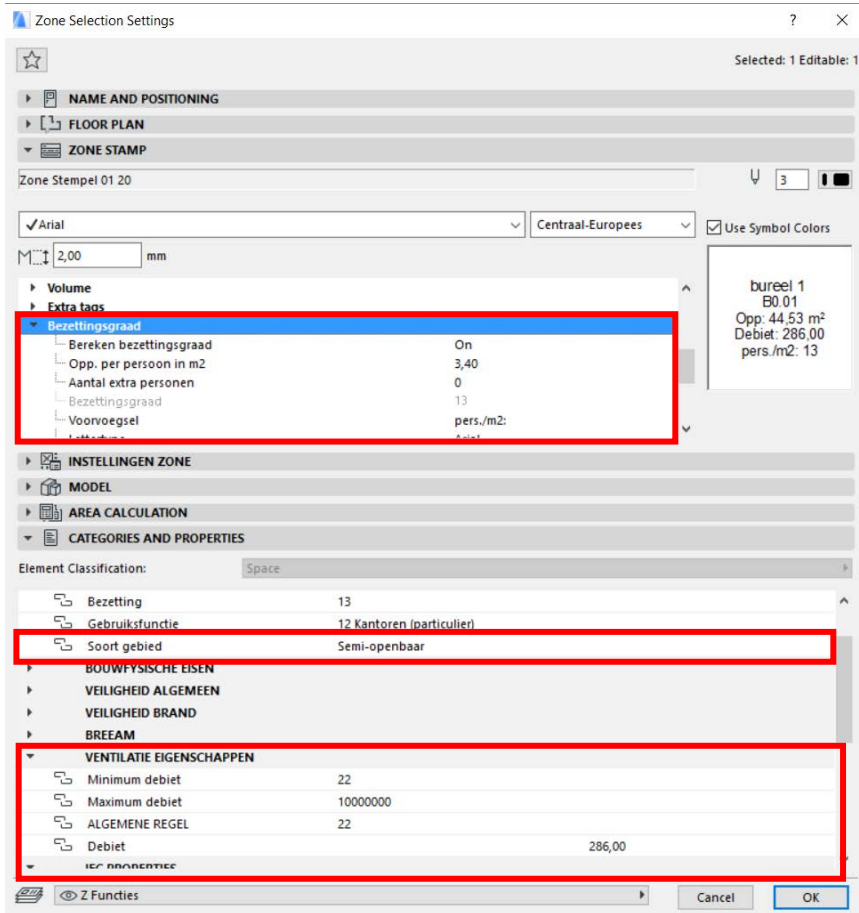 Zone Selection Settings ? ×
Selected: 1 Editable: 1
NAME AND POSITIONING
FLOOR PLAN
ZONE STAMP
Zone Stempel 01 20 3
✓Arial Centraal-Europees Use Symbol Colors
2,00 mm
Volume
Extra tags
Bezettingsgraad
Bereken bezettingsgraad On
Opp. per persoon in m2 3,40
Aantal extra personen 0
Bezettingsgraad 13
Voorvoegsel pers./m2:
Lettertype Arial
bureel 1
B0.01
Opp: 44,53 m²
Debiet: 286,00
pers./m2: 13
INSTELLINGEN ZONE
MODEL
AREA CALCULATION
CATEGORIES AND PROPERTIES
Element Classification: Space
Bezetting 13
Gebruiksfunctie 12 Kantoren (particulier)
Soort gebied Semi-openbaar
BOUWFYSISCHE EISEN
VEILIGHEID ALGEMEEN
VEILIGHEID BRAND
BREEAM
VENTILATIE EIGENSCHAPPEN
Minimum debiet 22
Maximum debiet 10000000
ALGEMENE REGEL 22
Debiet 286,00
IFC PROPERTIES
Z Functies Cancel OK